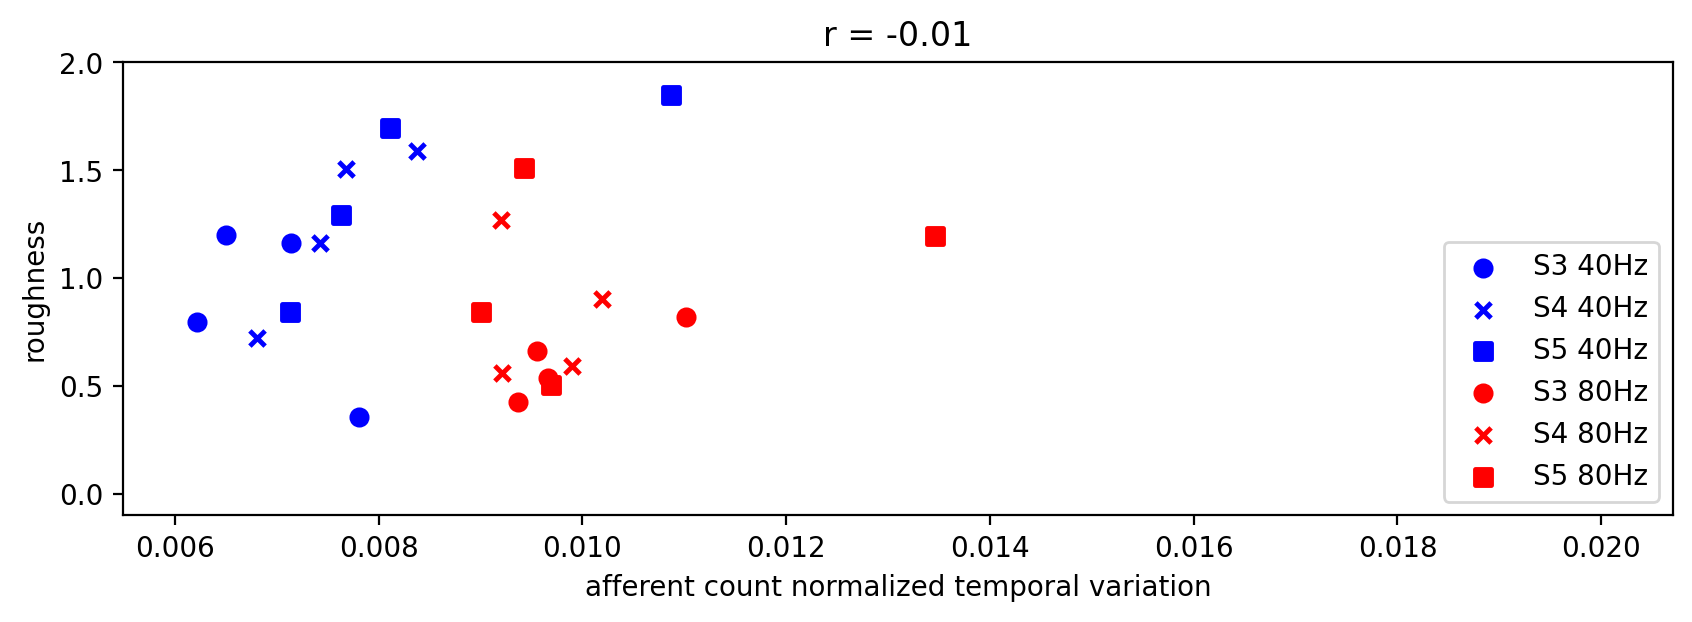 r = -0.01
2.0
1.5
1.0
0.5
0.0
roughness
S3 40Hz
S4 40Hz
S5 40Hz
S3 80Hz
S4 80Hz
S5 80Hz
0.006 0.008 0.010 0.012 0.014 0.016 0.018 0.020
afferent count normalized temporal variation